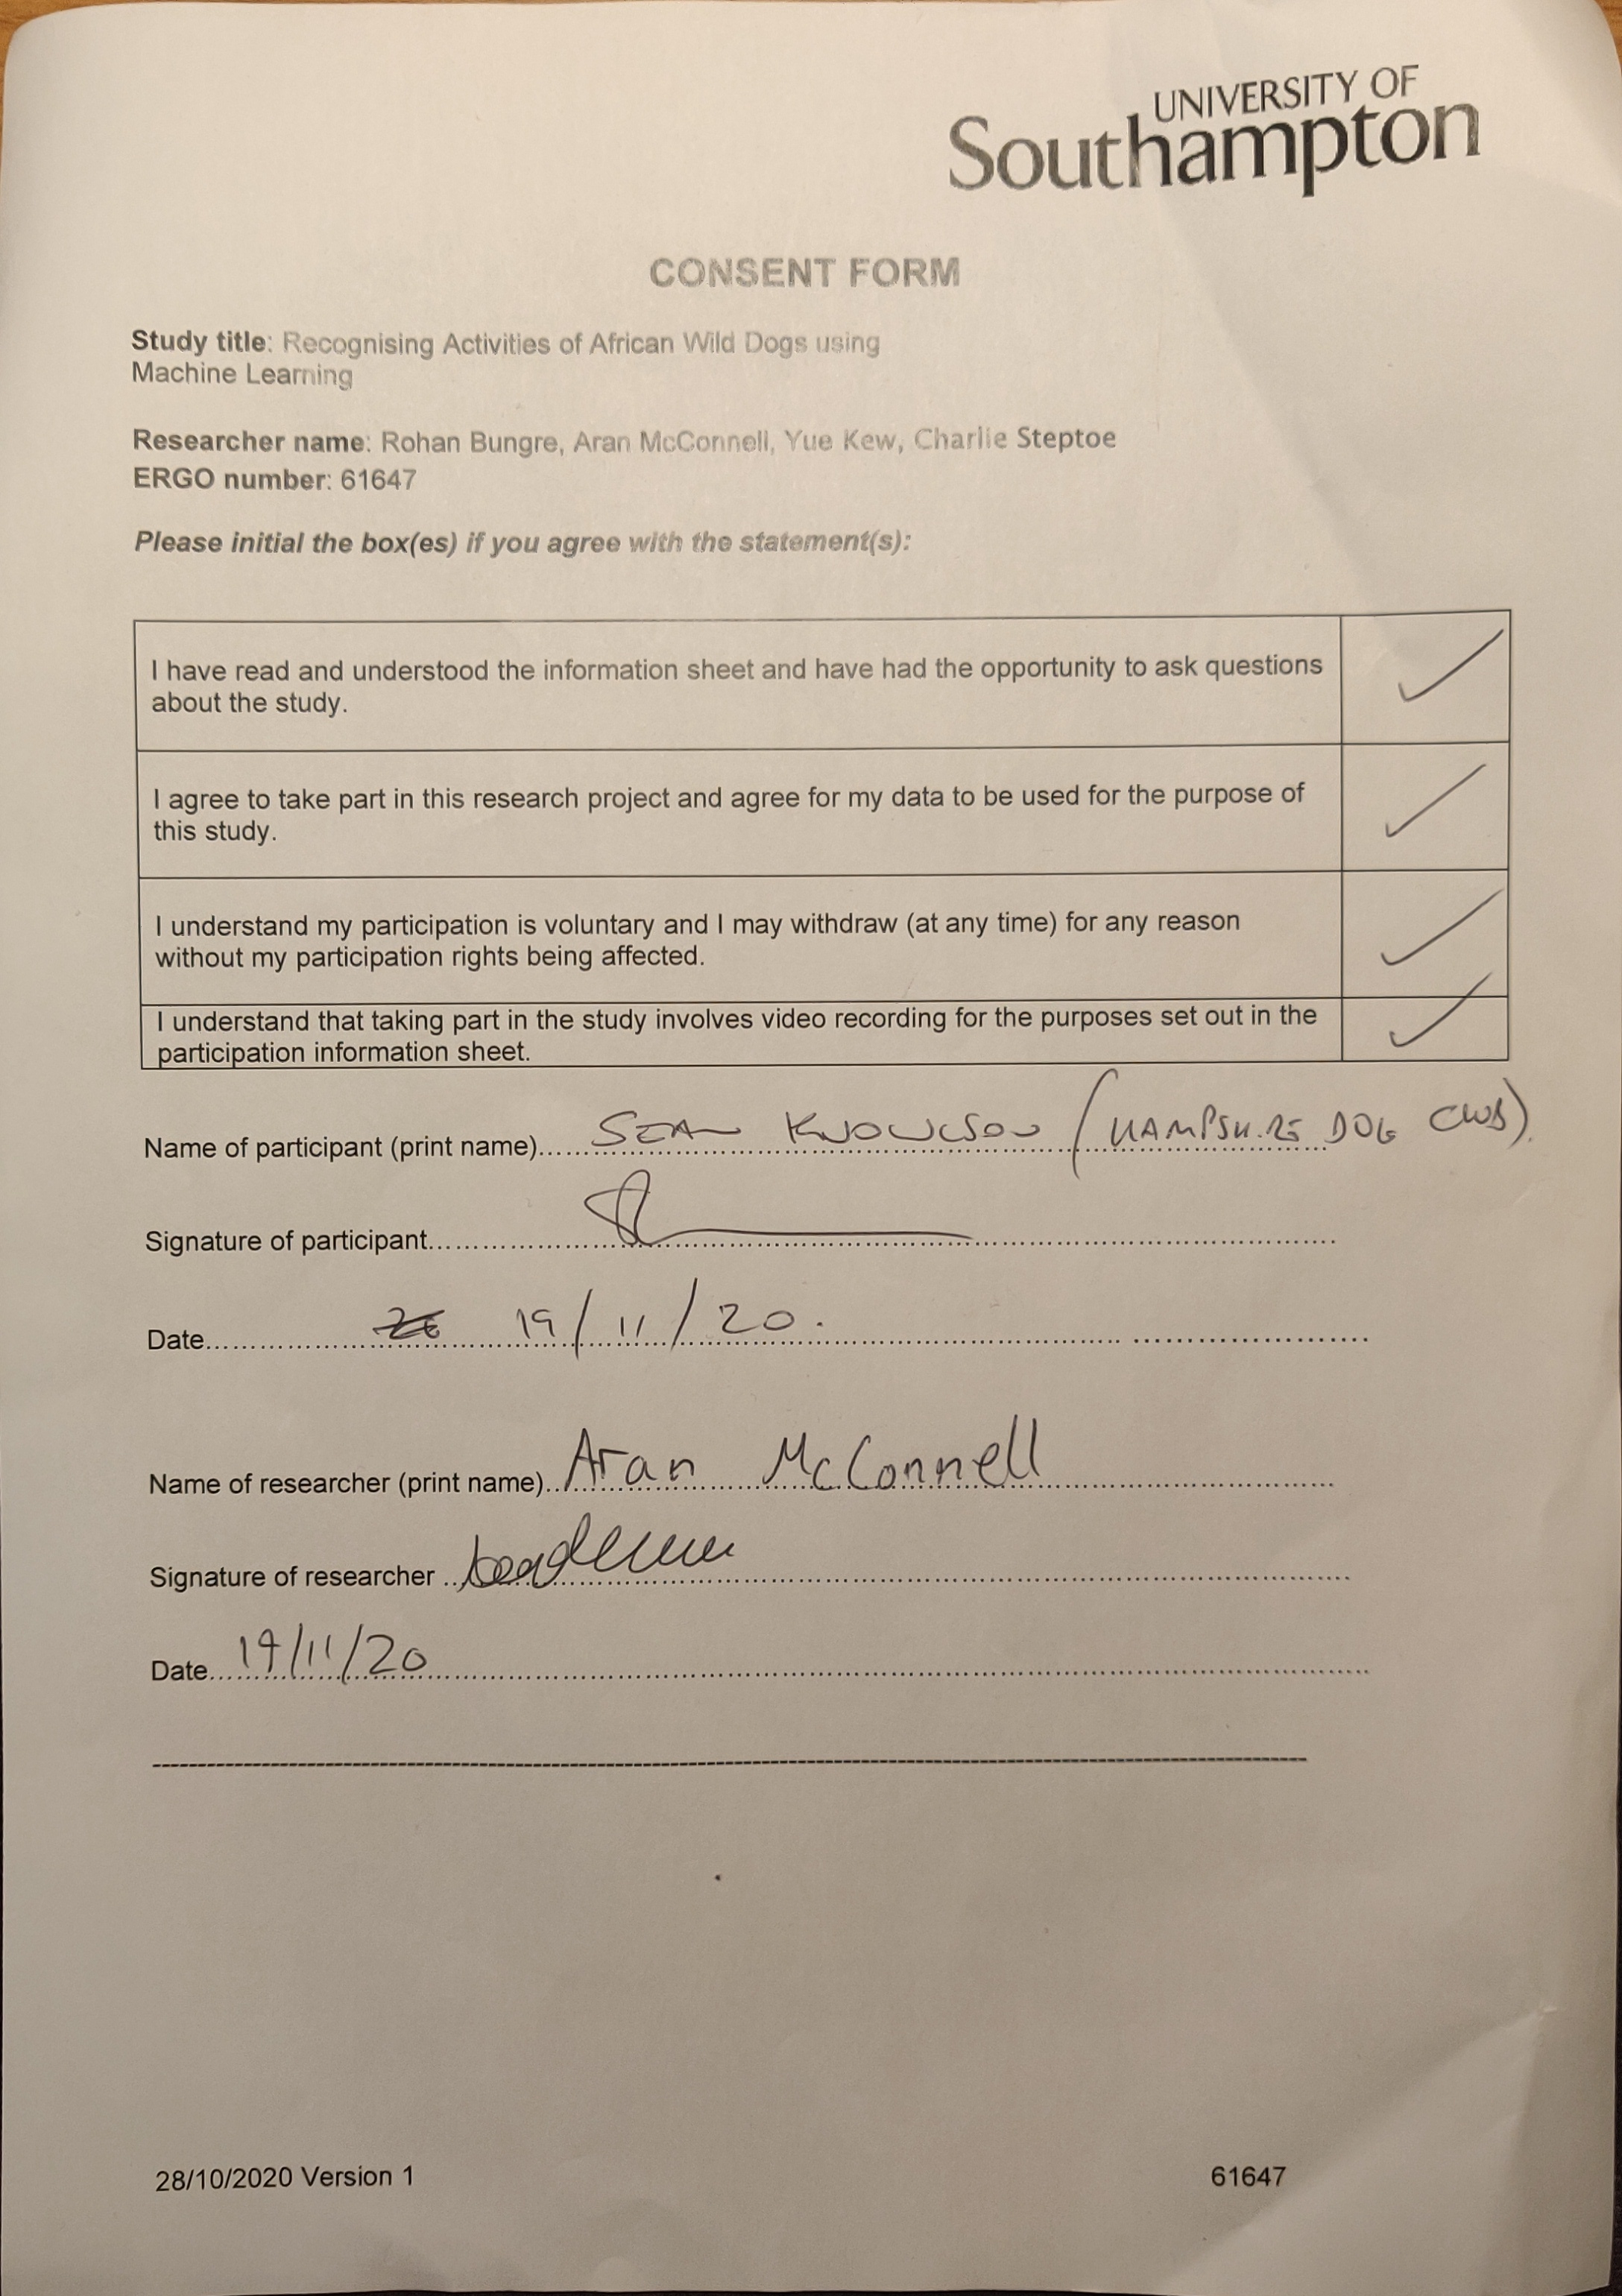 UNIVERSITY OF
Southampton
CONSENT FORM
Study title: Recognising Activities of African Wild Dogs using
Machine Learning
Researcher name: Rohan Bungre, Aran McConnell, Yue Kew, Charlie Steptoe
ERGO number: 61647
Please initial the box(es) if you agree with the statement(s):
I have read and understood the information sheet and have had the opportunity to ask questions
about the study.
I agree to take part in this research project and agree for my data to be used for the purpose of
this study.
I understand my participation is voluntary and I may withdraw (at any time) for any reason
without my participation rights being affected.
I understand that taking part in the study involves video recording for the purposes set out in the
participation information sheet.
Name of participant (print name)...... SEAN KNOWLSON (HAMPSHIRE DOG CLUB).
Signature of participant......
Date...... 19/11/20.
Name of researcher (print name)...... Aran McConnell
Signature of researcher ......
Date...... 19/11/20
28/10/2020 Version 1 61647